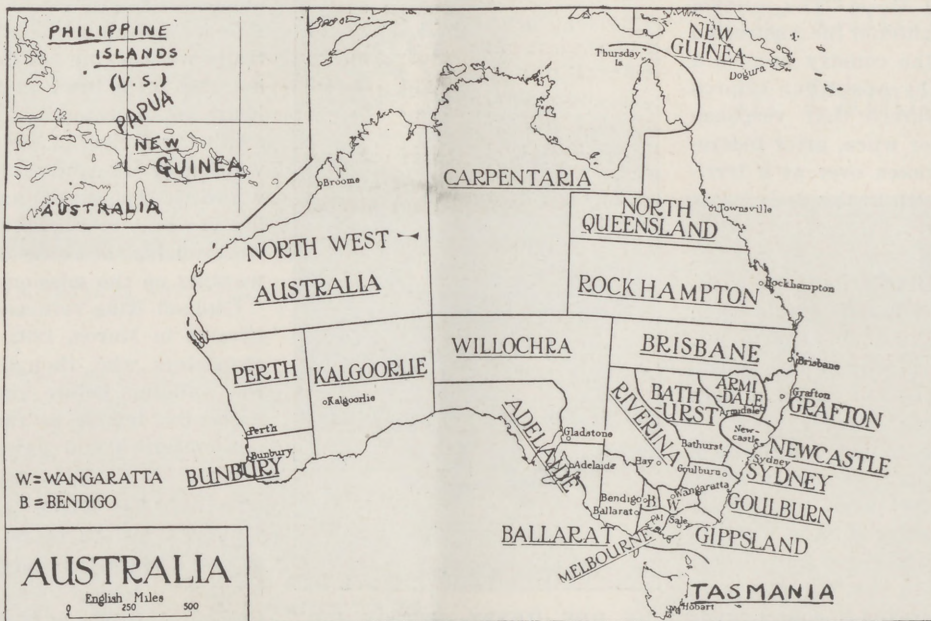 PHILIPPINE
ISLANDS
(U.S.)
PAPUA
NEW
GUINEA
AUSTRALIA
NEW
GUINEA
Thursday
Is
Dogura
Broome
CARPENTARIA
NORTH
QUEENSLAND
Townsville
NORTH WEST
AUSTRALIA
ROCKHAMPTON
Rockhampton
PERTH
KALGOORLIE
Kalgoorlie
WILLOCHRA
BRISBANE
Brisbane
BATH
-URST
ARMI
-DALE
Armidale
Grafton
GRAFTON
RIVERINA
New-
castle
NEWCASTLE
Perth
Bunbury
BUNBURY
ADELAIDE
Gladstone
Adelaide
Bathurst
Sydney
SYDNEY
Hay
Goulburn
GOULBURN
Bendigo
B
W
Wangaratta
Ballarat
BALLARAT
Sale
GIPPSLAND
MELBOURNE
W.=WANGARATTA
B =BENDIGO
TASMANIA
Hobart
AUSTRALIA
English Miles
0 250 500